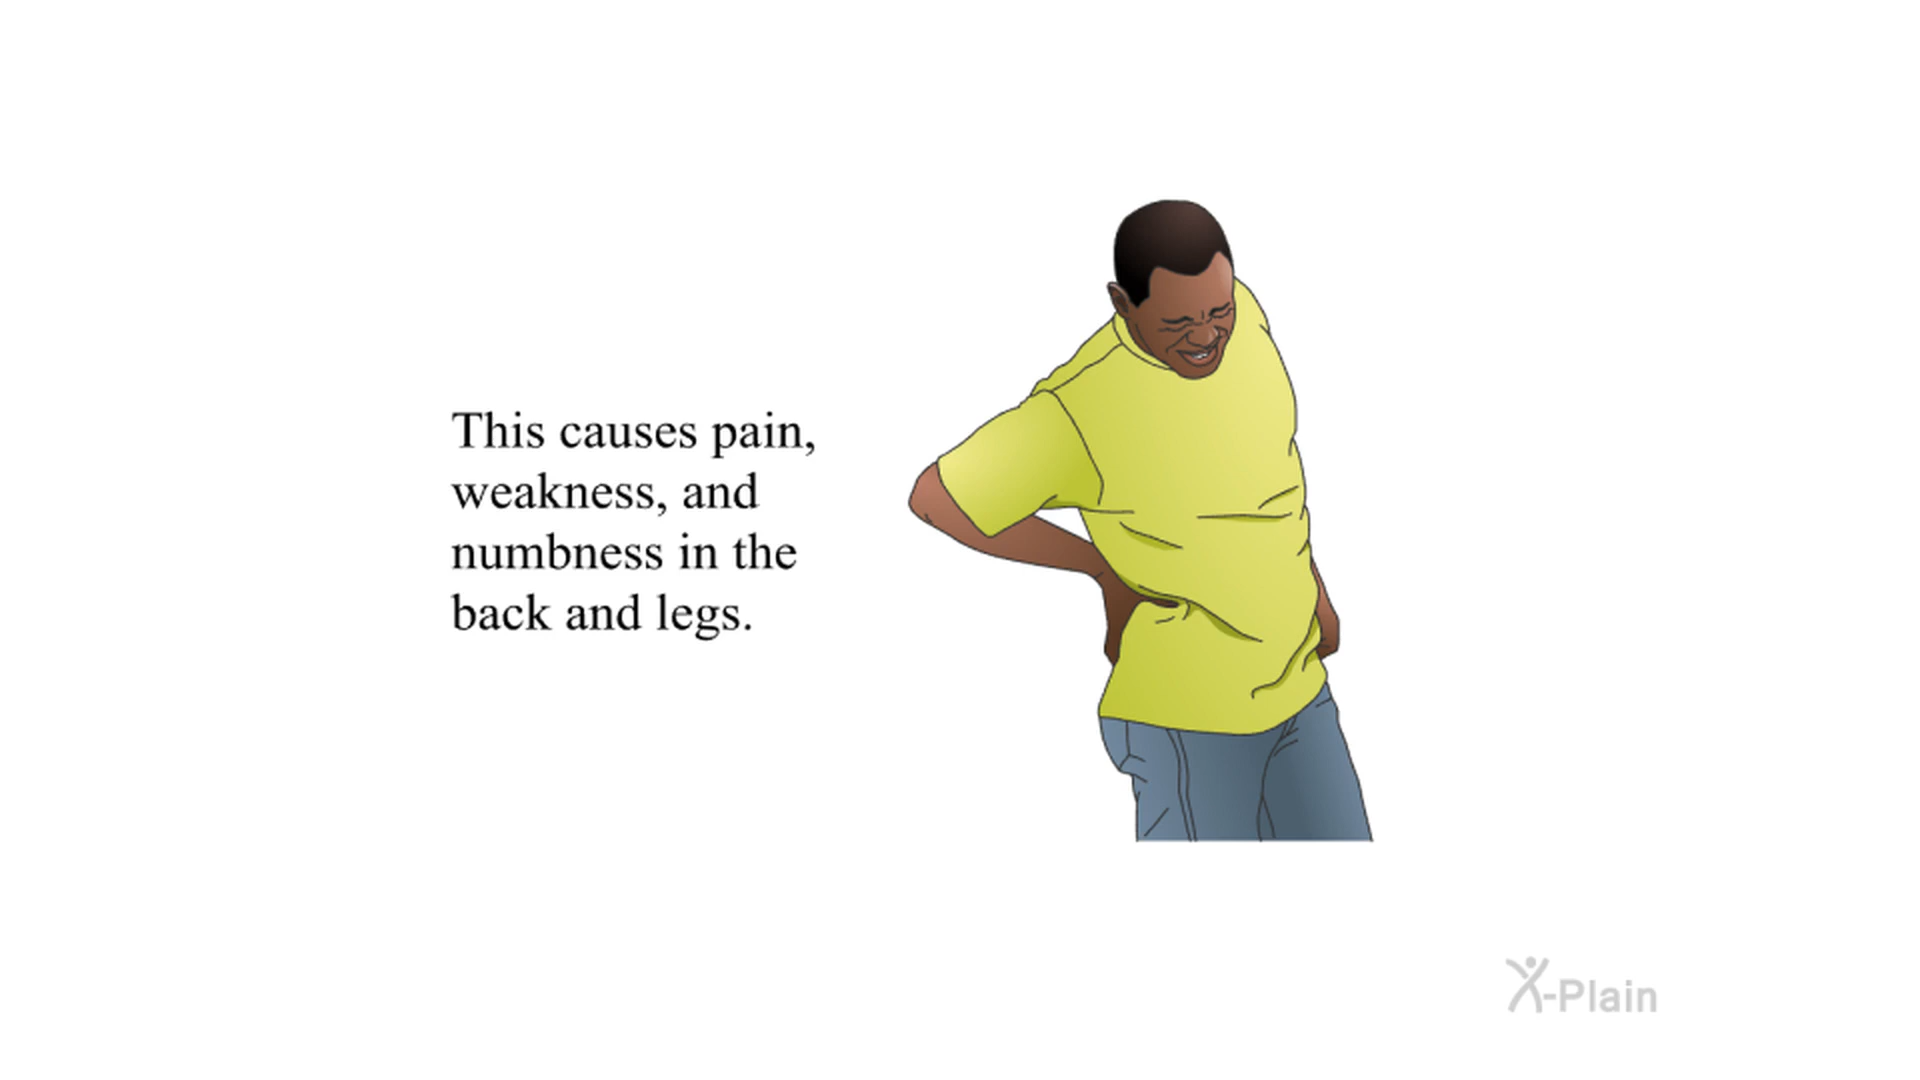 This causes pain,
weakness, and
numbness in the
back and legs.
X-Plain